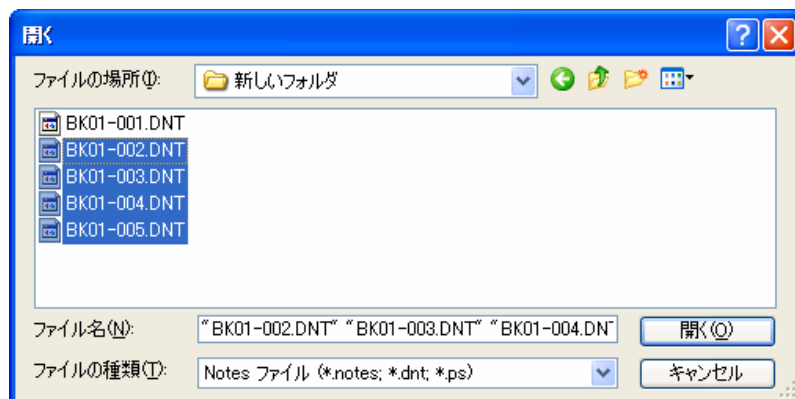 開く
ファイルの場所(I):
新しいフォルダ
BK01-001.DNT
BK01-002.DNT
BK01-003.DNT
BK01-004.DNT
BK01-005.DNT
ファイル名(N):
"BK01-002.DNT" "BK01-003.DNT" "BK01-004.DN
開く(O)
ファイルの種類(T):
Notes ファイル (*.notes; *.dnt; *.ps)
キャンセル